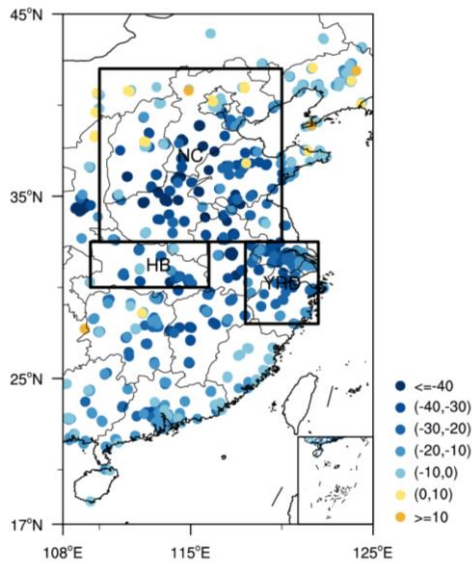 45°N
35°N
25°N
17°N
108°E
115°E
125°E
NC
HB
YRD
<=-40
(-40,-30)
(-30,-20)
(-20,-10)
(-10,0)
(0,10)
>=10